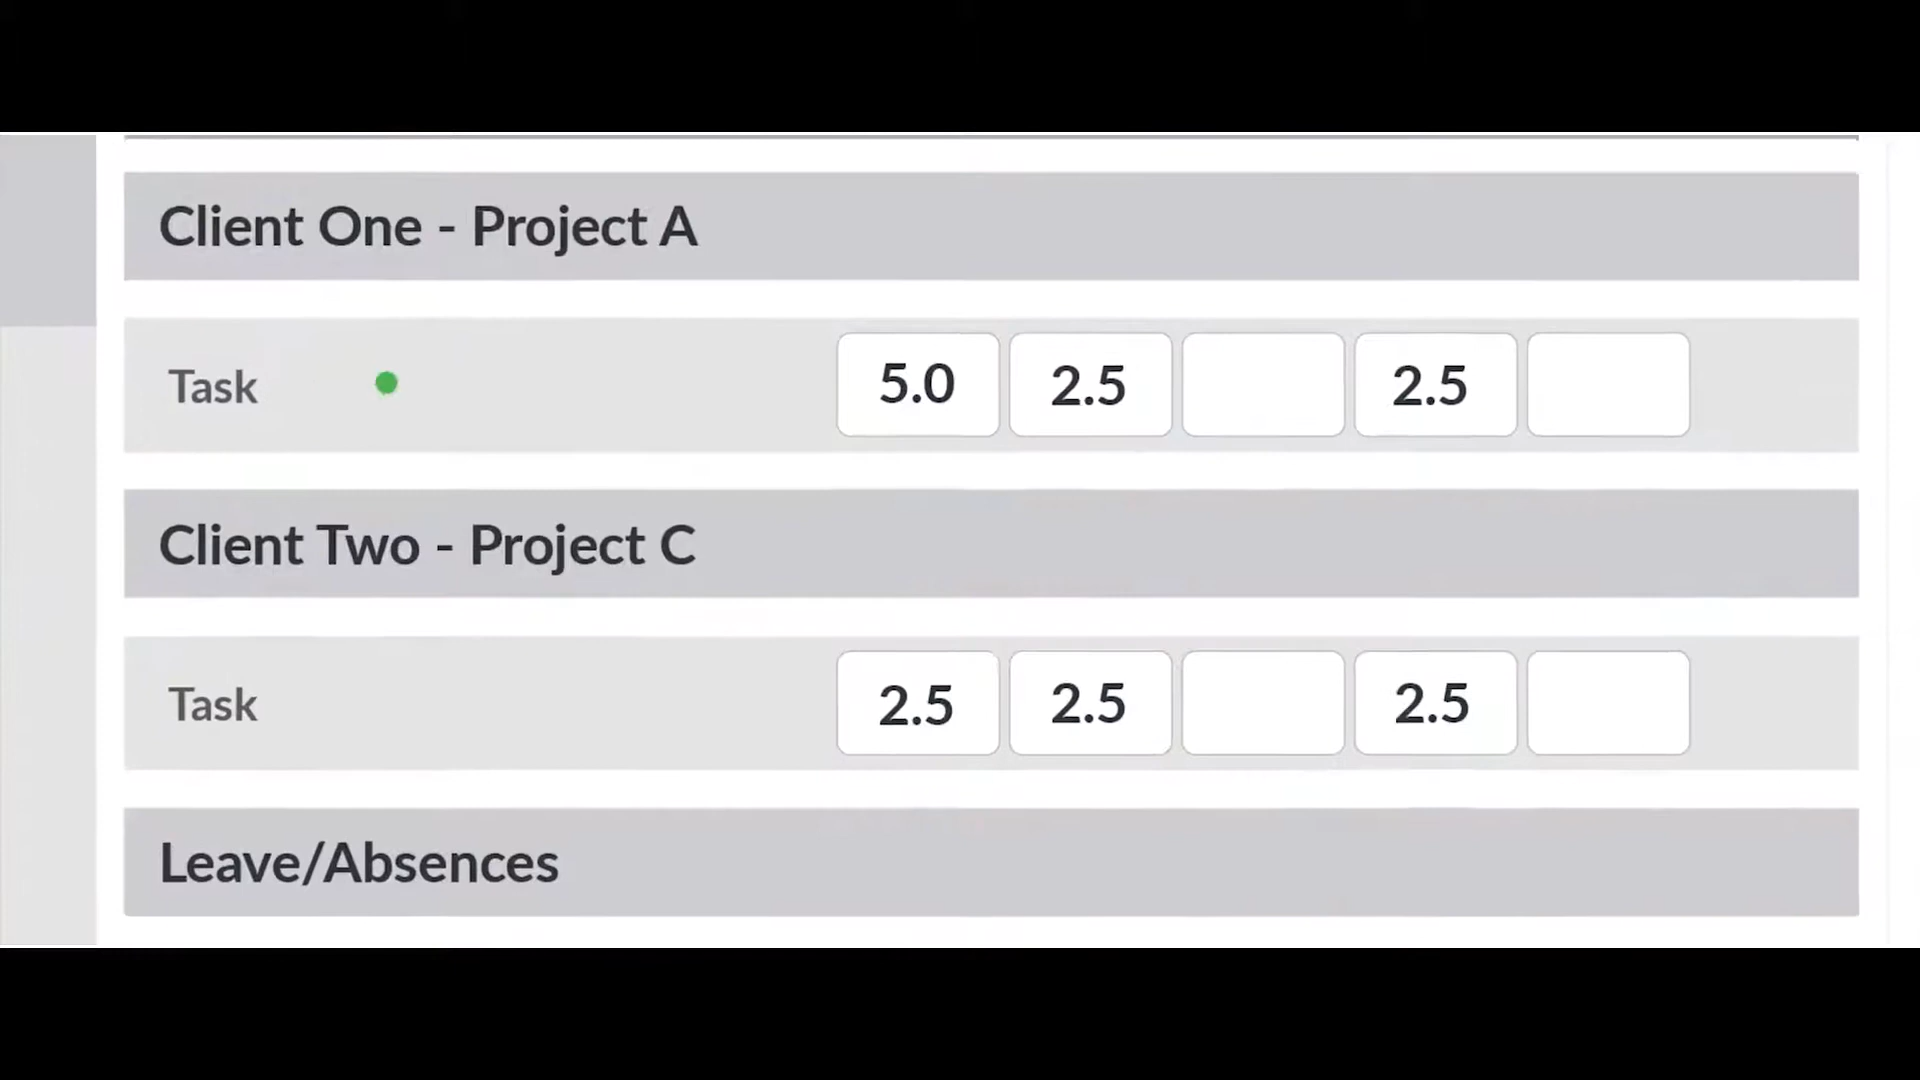 Client One - Project A
Task 5.0 2.5 2.5
Client Two - Project C
Task 2.5 2.5 2.5
Leave/Absences